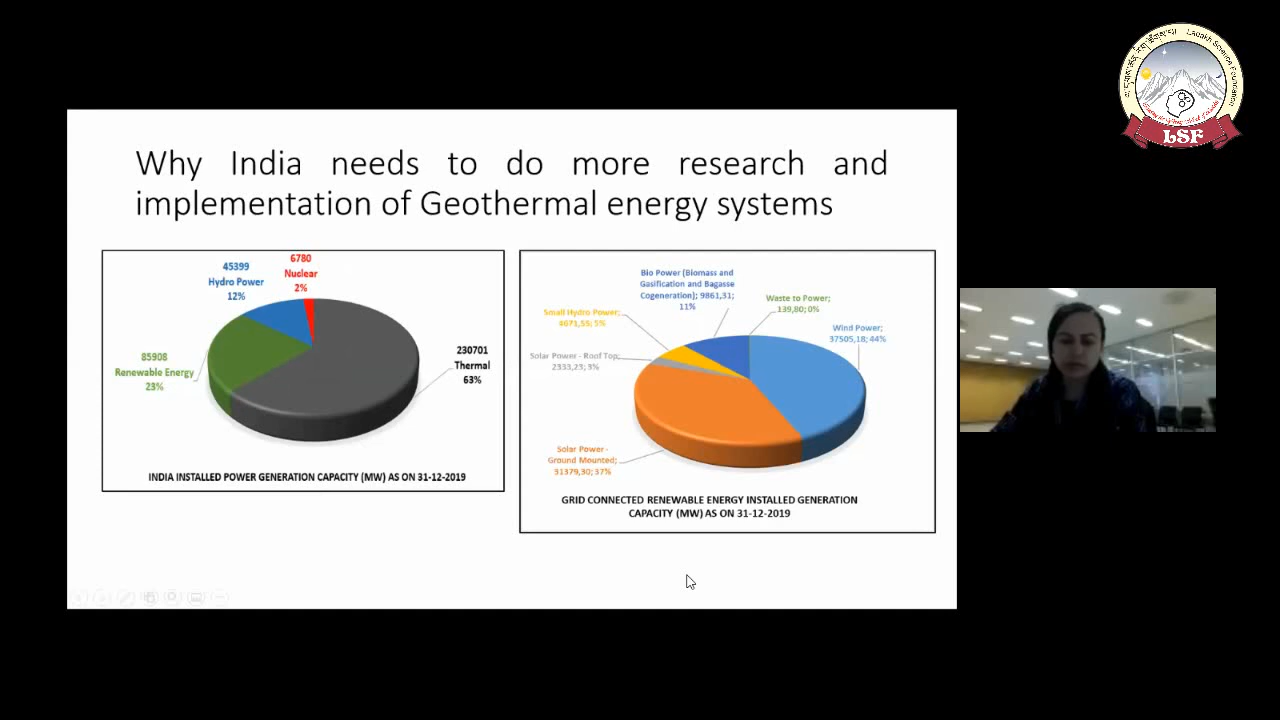 Why India needs to do more research and
implementation of Geothermal energy systems
6780
Nuclear
2%
45399
Hydro Power
12%
85908
Renewable Energy
23%
230701
Thermal
63%
INDIA INSTALLED POWER GENERATION CAPACITY (MW) AS ON 31-12-2019
Bio Power (Biomass and
Gasification and Bagasse
Cogeneration); 9861,31;
11%
Waste to Power;
139,80; 0%
Small Hydro Power;
4671,55; 5%
Wind Power;
37505,18; 44%
Solar Power - Roof Top;
2333,23; 3%
Solar Power -
Ground Mounted;
31379,30; 37%
GRID CONNECTED RENEWABLE ENERGY INSTALLED GENERATION
CAPACITY (MW) AS ON 31-12-2019
Ladakh Science Foundation
LSF